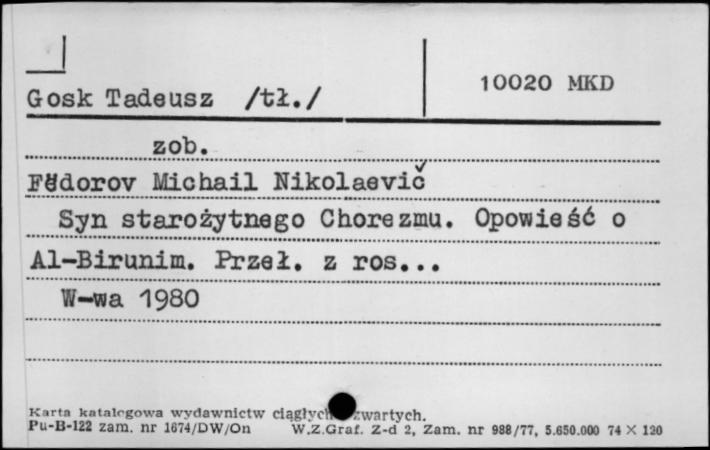 Gosk Tadeusz /tł./ 10020 MKD
zob.
Fëdorov Michail Nikolaevič
Syn starożytnego Chorezmu. Opowieść o
Al-Birunim. Przeł. z ros...
W-wa 1980
Karta katalogowa wydawnictw ciągłych zwartych.
Pu-B-122 zam. nr 1674/DW/On W.Z.Graf. Z-d 2, Zam. nr 988/77, 5.650.000 74 X 120